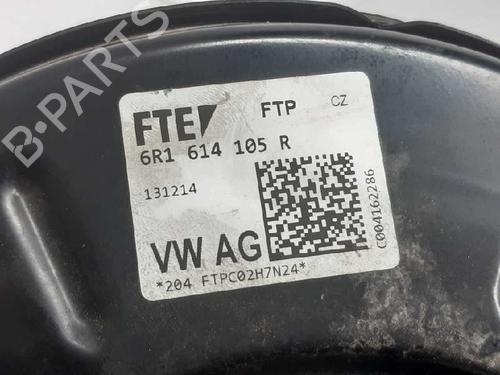 FTE FTP CZ
6R1 614 105 R
131214
C004162286
VW AG
*204 FTPC02H7N24*
B-Parts